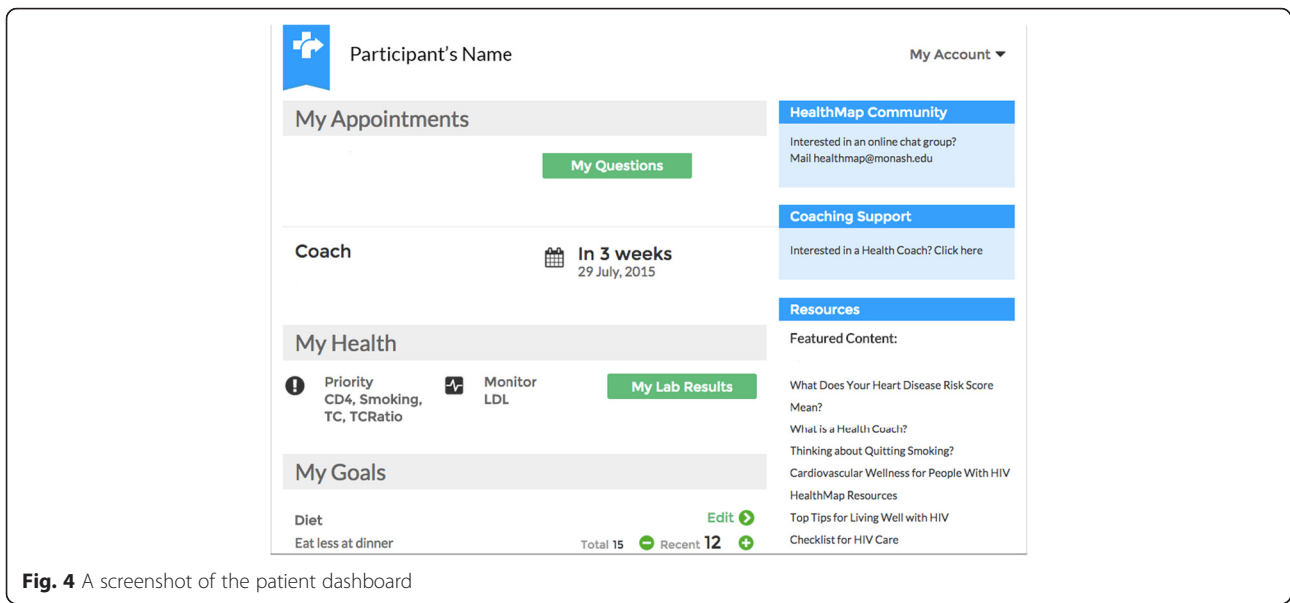 Participant's Name
My Account
My Appointments
My Questions
Coach
In 3 weeks
29 July, 2015
My Health
Priority
CD4, Smoking,
TC, TCRatio
Monitor
LDL
My Lab Results
My Goals
Diet
Edit
Eat less at dinner
Total 15 Recent 12
HealthMap Community
Interested in an online chat group?
Mail healthmap@monash.edu
Coaching Support
Interested in a Health Coach? Click here
Resources
Featured Content:
What Does Your Heart Disease Risk Score
Mean?
What is a Health Coach?
Thinking about Quitting Smoking?
Cardiovascular Wellness for People With HIV
HealthMap Resources
Top Tips for Living Well with HIV
Checklist for HIV Care
Fig. 4 A screenshot of the patient dashboard